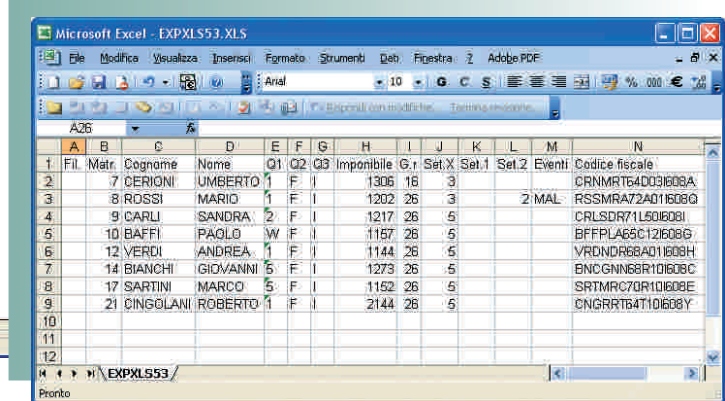 Microsoft Excel - EXPXLS53.XLS
File Modifica Visualizza Inserisci Formato Strumenti Dati Finestra ? Adobe PDF
Arial 10 G C S % 000 €
Rispondi con modifiche... Termina revisione...
A26 fx
A B C D E F G H I J K L M N
1 Fil. Matr. Cognome Nome Q1 Q2 Q3 Imponibile G.r Set.X Set.1 Set.2 Eventi Codice fiscale
2 7 CERIONI UMBERTO 1 F I 1306 16 3 CRNMRT64D03I608A
3 8 ROSSI MARIO 1 F I 1202 26 3 2 MAL RSSMRA72A01I608Q
4 9 CARLI SANDRA 2 F I 1217 26 5 CRLSDR71L50I608I
5 10 BAFFI PAOLO W F I 1157 26 5 BFFPLA65C12I608G
6 12 VERDI ANDREA 1 F I 1144 26 5 VRDNDR68A01I608H
7 14 BIANCHI GIOVANNI 5 F I 1273 26 5 BNCGNN68R10I608C
8 17 SARTINI MARCO 5 F I 1152 26 5 SRTMRC70R10I608E
9 21 CINGOLANI ROBERTO 1 F I 2144 26 5 CNGRRT64T10I608Y
10
11
12
EXPXLS53
Pronto